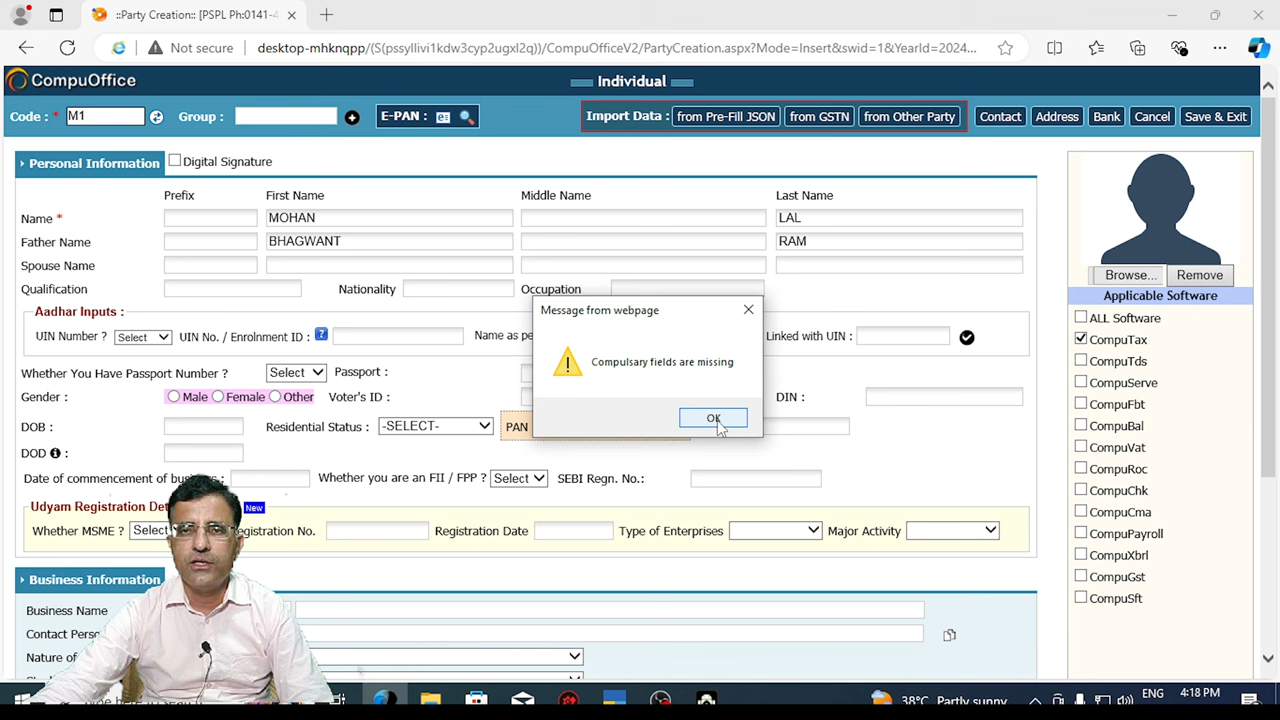 ::Party Creation:: [PSPL Ph:0141-4
Not secure desktop-mhknqpp/(S(pssyllivi1kdw3cyp2ugxl2q))/CompuOfficeV2/PartyCreation.aspx?Mode=Insert&swid=1&YearId=2024...
CompuOffice Individual
Code : * M1 Group : E-PAN : Import Data : from Pre-Fill JSON from GSTN from Other Party Contact Address Bank Cancel Save & Exit
Personal Information Digital Signature
Prefix First Name Middle Name Last Name
Name * MOHAN LAL
Father Name BHAGWANT RAM
Spouse Name
Qualification Nationality Occupation
Browse... Remove
Applicable Software
Aadhar Inputs :
UIN Number ? Select UIN No. / Enrolment ID : ? Name as pe Linked with UIN :
Whether You Have Passport Number ? Select Passport :
Gender : Male Female Other Voter's ID : DIN :
DOB : Residential Status : -SELECT- PAN
DOD :
Date of commencement of business : Whether you are an FII / FPP ? Select SEBI Regn. No.:
Udyam Registration Det New
Whether MSME ? Select egistration No. Registration Date Type of Enterprises Major Activity
Message from webpage
Compulsary fields are missing
OK
ALL Software
CompuTax
CompuTds
CompuServe
CompuFbt
CompuBal
CompuVat
CompuRoc
CompuChk
CompuCma
CompuPayroll
CompuXbrl
CompuGst
CompuSft
Business Information
Business Name
Contact Perso
Nature of
38°C Partly sunny ENG 4:18 PM